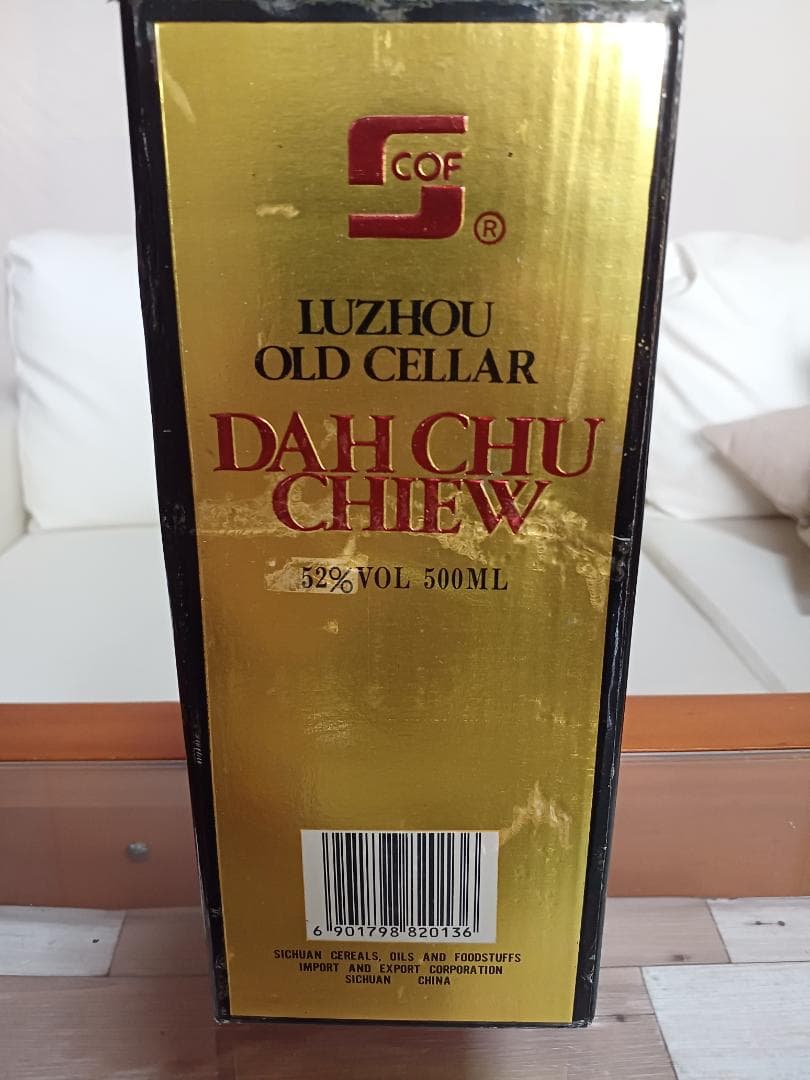 COF
®
LUZHOU
OLD CELLAR
DAH CHU
CHIEW
52% VOL 500ML
6 901798 820136
SICHUAN CEREALS, OILS AND FOODSTUFFS
IMPORT AND EXPORT CORPORATION
SICHUAN CHINA